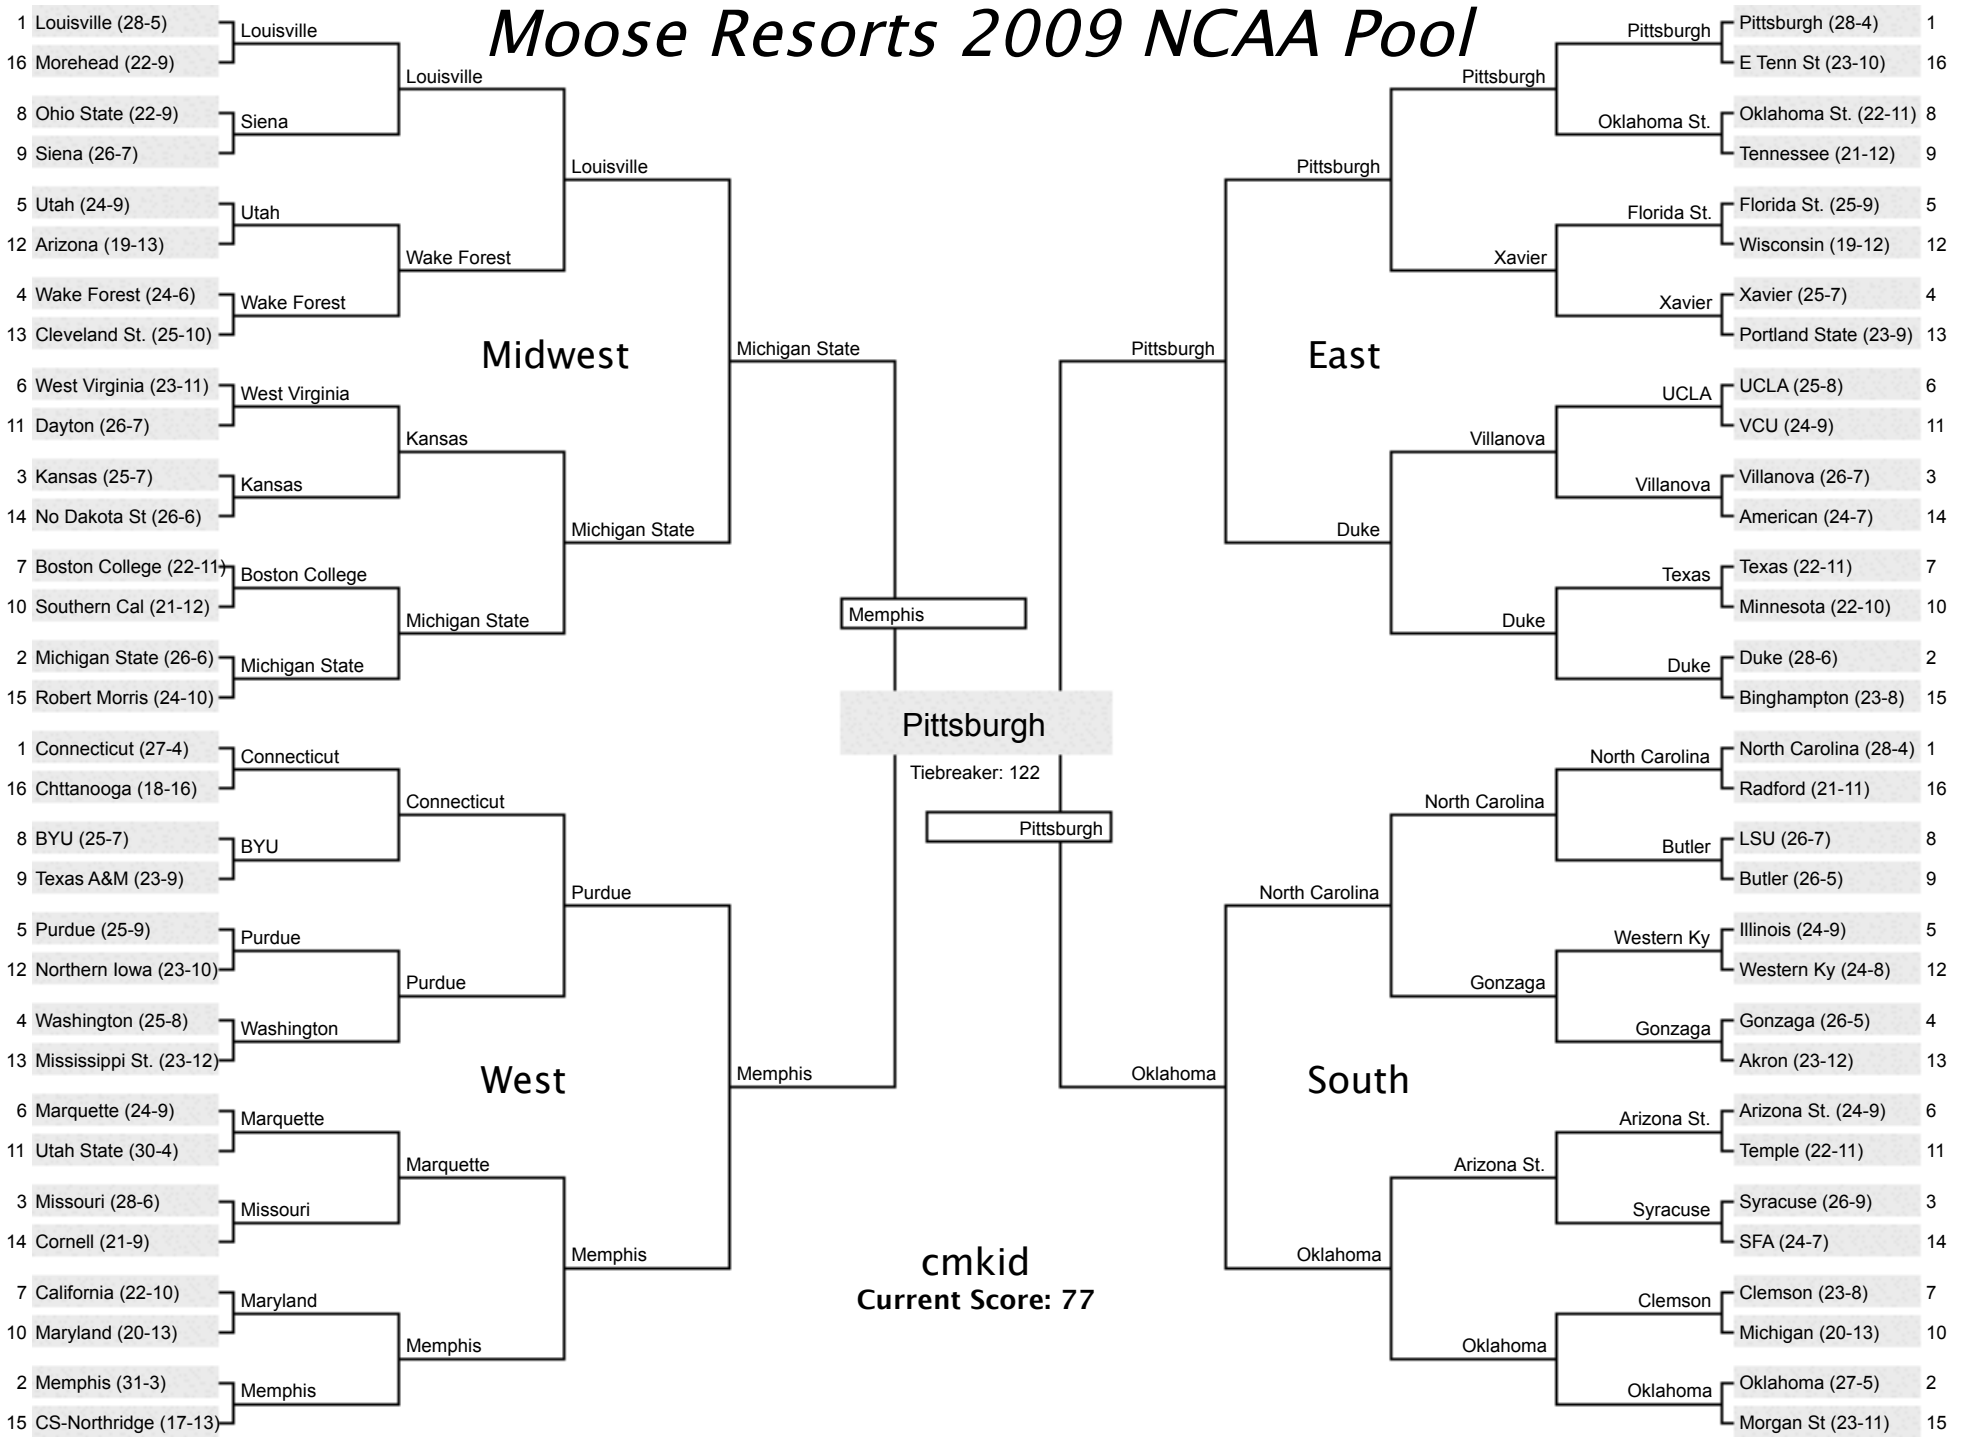 Moose Resorts 2009 NCAA Pool
1 Louisville (28-5)
16 Morehead (22-9)
8 Ohio State (22-9)
9 Siena (26-7)
5 Utah (24-9)
12 Arizona (19-13)
4 Wake Forest (24-6)
13 Cleveland St. (25-10)
6 West Virginia (23-11)
11 Dayton (26-7)
3 Kansas (25-7)
14 No Dakota St (26-6)
7 Boston College (22-11)
10 Southern Cal (21-12)
2 Michigan State (26-6)
15 Robert Morris (24-10)
Louisville
Siena
Utah
Wake Forest
West Virginia
Kansas
Boston College
Michigan State
Louisville
Wake Forest
Kansas
Michigan State
Louisville
Michigan State
Michigan State
Midwest
1 Connecticut (27-4)
16 Chttanooga (18-16)
8 BYU (25-7)
9 Texas A&M (23-9)
5 Purdue (25-9)
12 Northern Iowa (23-10)
4 Washington (25-8)
13 Mississippi St. (23-12)
6 Marquette (24-9)
11 Utah State (30-4)
3 Missouri (28-6)
14 Cornell (21-9)
7 California (22-10)
10 Maryland (20-13)
2 Memphis (31-3)
15 CS-Northridge (17-13)
Connecticut
BYU
Purdue
Washington
Marquette
Missouri
Maryland
Memphis
Connecticut
Purdue
Marquette
Memphis
Purdue
Memphis
Memphis
West
Memphis
Pittsburgh
Tiebreaker: 122
Pittsburgh
cmkid
Current Score: 77
Pittsburgh (28-4) 1
E Tenn St (23-10) 16
Oklahoma St. (22-11) 8
Tennessee (21-12) 9
Florida St. (25-9) 5
Wisconsin (19-12) 12
Xavier (25-7) 4
Portland State (23-9) 13
UCLA (25-8) 6
VCU (24-9) 11
Villanova (26-7) 3
American (24-7) 14
Texas (22-11) 7
Minnesota (22-10) 10
Duke (28-6) 2
Binghampton (23-8) 15
Pittsburgh
Oklahoma St.
Florida St.
Xavier
UCLA
Villanova
Texas
Duke
Pittsburgh
Xavier
Villanova
Duke
Pittsburgh
Duke
Pittsburgh
East
North Carolina (28-4) 1
Radford (21-11) 16
LSU (26-7) 8
Butler (26-5) 9
Illinois (24-9) 5
Western Ky (24-8) 12
Gonzaga (26-5) 4
Akron (23-12) 13
Arizona St. (24-9) 6
Temple (22-11) 11
Syracuse (26-9) 3
SFA (24-7) 14
Clemson (23-8) 7
Michigan (20-13) 10
Oklahoma (27-5) 2
Morgan St (23-11) 15
North Carolina
Butler
Western Ky
Gonzaga
Arizona St.
Syracuse
Clemson
Oklahoma
North Carolina
Gonzaga
Arizona St.
Oklahoma
North Carolina
Oklahoma
Oklahoma
South